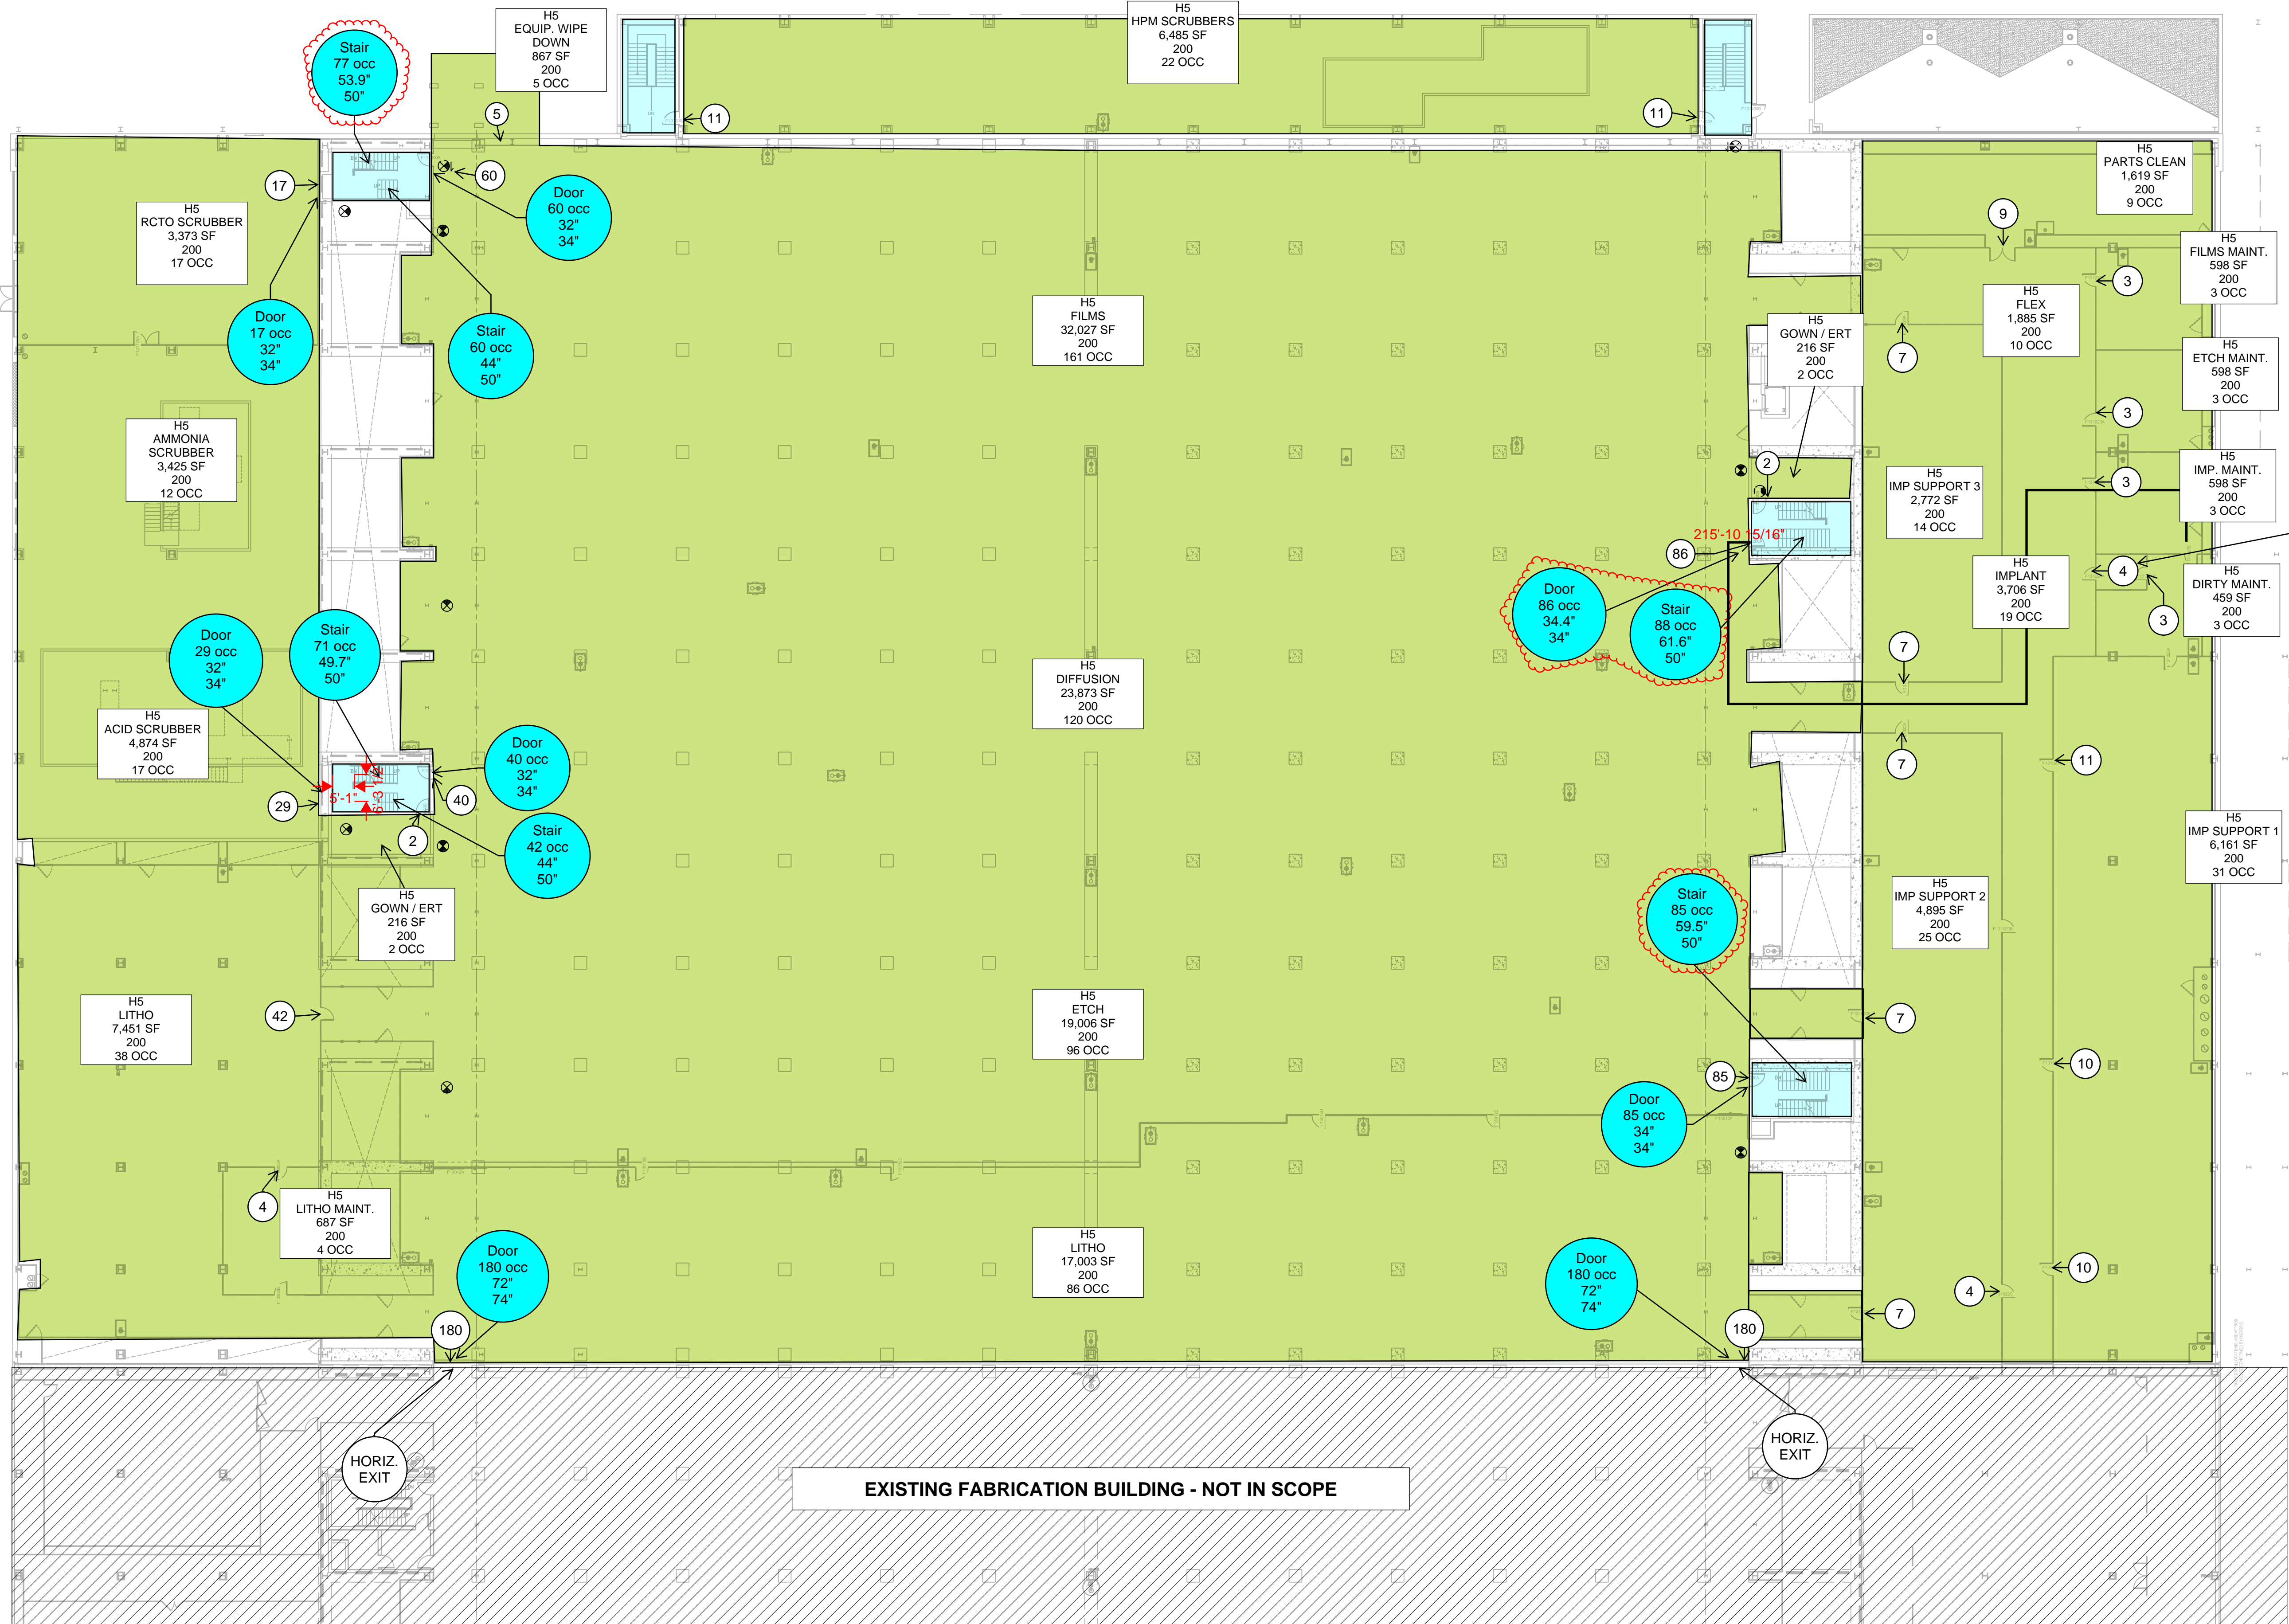 H5
EQUIP. WIPE
DOWN
867 SF
200
5 OCC
H5
HPM SCRUBBERS
6,485 SF
200
22 OCC
Stair
77 occ
53.9"
50"
5
11
11
17
60
Door
60 occ
32"
34"
H5
RCTO SCRUBBER
3,373 SF
200
17 OCC
H5
PARTS CLEAN
1,619 SF
200
9 OCC
9
H5
FILMS MAINT.
598 SF
200
3 OCC
3
Door
17 occ
32"
34"
Stair
60 occ
44"
50"
H5
FILMS
32,027 SF
200
161 OCC
H5
GOWN / ERT
216 SF
200
2 OCC
H5
FLEX
1,885 SF
200
10 OCC
7
H5
ETCH MAINT.
598 SF
200
3 OCC
3
H5
AMMONIA
SCRUBBER
3,425 SF
200
12 OCC
2
H5
IMP SUPPORT 3
2,772 SF
200
14 OCC
3
H5
IMP. MAINT.
598 SF
200
3 OCC
215'-10 15/16"
86
Door
86 occ
34.4"
34"
Stair
88 occ
61.6"
50"
H5
IMPLANT
3,706 SF
200
19 OCC
4
3
H5
DIRTY MAINT.
459 SF
200
3 OCC
Door
29 occ
32"
34"
Stair
71 occ
49.7"
50"
H5
DIFFUSION
23,873 SF
200
120 OCC
7
H5
ACID SCRUBBER
4,874 SF
200
17 OCC
Door
40 occ
32"
34"
7
11
5'-1"
29
40
2
Stair
42 occ
44"
50"
H5
IMP SUPPORT 1
6,161 SF
200
31 OCC
H5
GOWN / ERT
216 SF
200
2 OCC
Stair
85 occ
59.5"
50"
H5
IMP SUPPORT 2
4,895 SF
200
25 OCC
42
H5
LITHO
7,451 SF
200
38 OCC
H5
ETCH
19,006 SF
200
96 OCC
7
85
10
Door
85 occ
34"
34"
4
H5
LITHO MAINT.
687 SF
200
4 OCC
H5
LITHO
17,003 SF
200
86 OCC
Door
180 occ
72"
74"
Door
180 occ
72"
74"
10
4
7
180
180
HORIZ.
EXIT
HORIZ.
EXIT
EXISTING FABRICATION BUILDING - NOT IN SCOPE